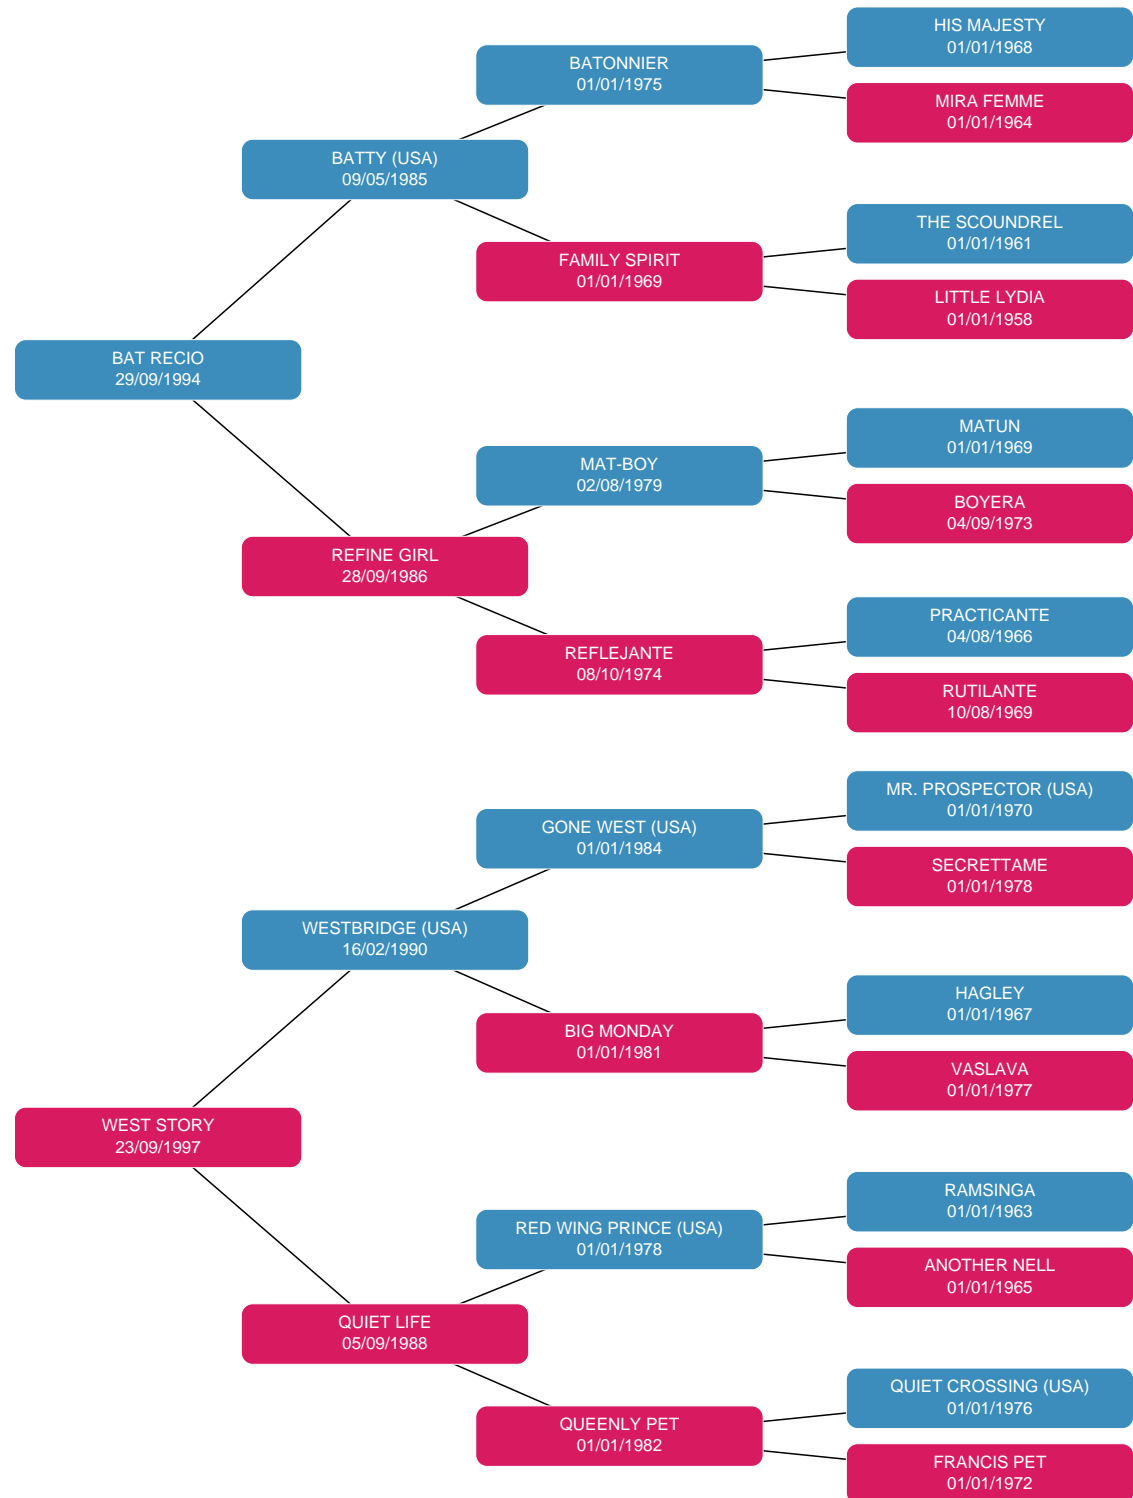 HIS MAJESTY
01/01/1968
BATONNIER
01/01/1975
MIRA FEMME
01/01/1964
BATTY (USA)
09/05/1985
THE SCOUNDREL
01/01/1961
FAMILY SPIRIT
01/01/1969
LITTLE LYDIA
01/01/1958
BAT RECIO
29/09/1994
MATUN
01/01/1969
MAT-BOY
02/08/1979
BOYERA
04/09/1973
REFINE GIRL
28/09/1986
PRACTICANTE
04/08/1966
REFLEJANTE
08/10/1974
RUTILANTE
10/08/1969
MR. PROSPECTOR (USA)
01/01/1970
GONE WEST (USA)
01/01/1984
SECRETTAME
01/01/1978
WESTBRIDGE (USA)
16/02/1990
HAGLEY
01/01/1967
BIG MONDAY
01/01/1981
VASLAVA
01/01/1977
WEST STORY
23/09/1997
RAMSINGA
01/01/1963
RED WING PRINCE (USA)
01/01/1978
ANOTHER NELL
01/01/1965
QUIET LIFE
05/09/1988
QUIET CROSSING (USA)
01/01/1976
QUEENLY PET
01/01/1982
FRANCIS PET
01/01/1972